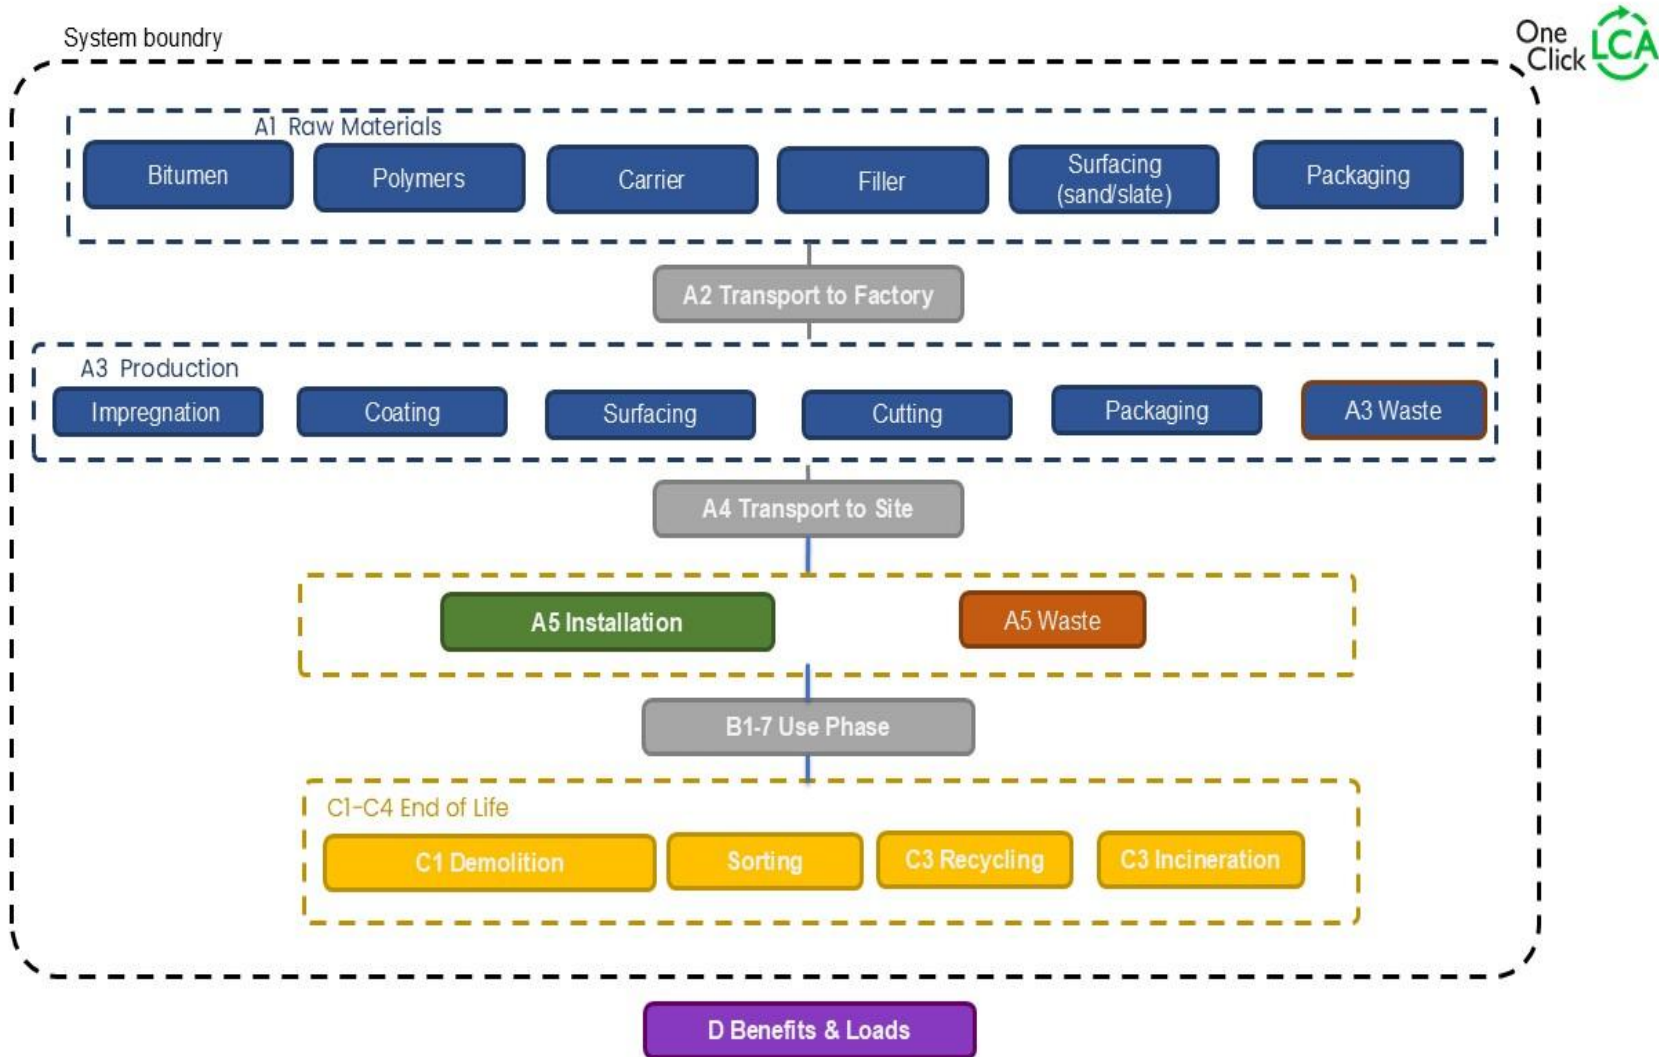 System boundry
One
Click LCA
A1 Raw Materials
Bitumen
Polymers
Carrier
Filler
Surfacing
(sand/slate)
Packaging
A2 Transport to Factory
A3 Production
Impregnation
Coating
Surfacing
Cutting
Packaging
A3 Waste
A4 Transport to Site
A5 Installation
A5 Waste
B1-7 Use Phase
C1-C4 End of Life
C1 Demolition
Sorting
C3 Recycling
C3 Incineration
D Benefits & Loads